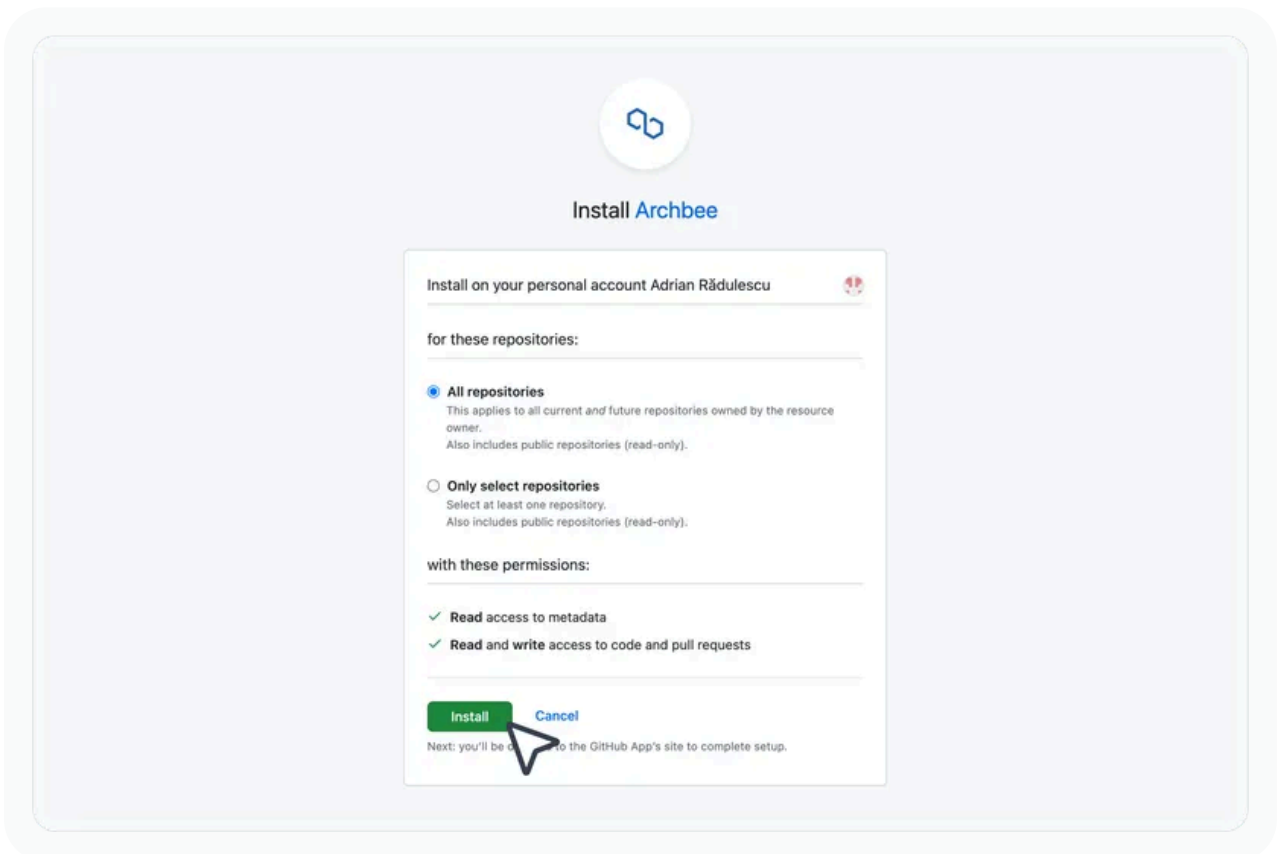 Install Archbee
Install on your personal account Adrian Rădulescu
for these repositories:
All repositories
This applies to all current and future repositories owned by the resource
owner.
Also includes public repositories (read-only).
Only select repositories
Select at least one repository.
Also includes public repositories (read-only).
with these permissions:
Read access to metadata
Read and write access to code and pull requests
Install Cancel
Next: you'll be to the GitHub App's site to complete setup.